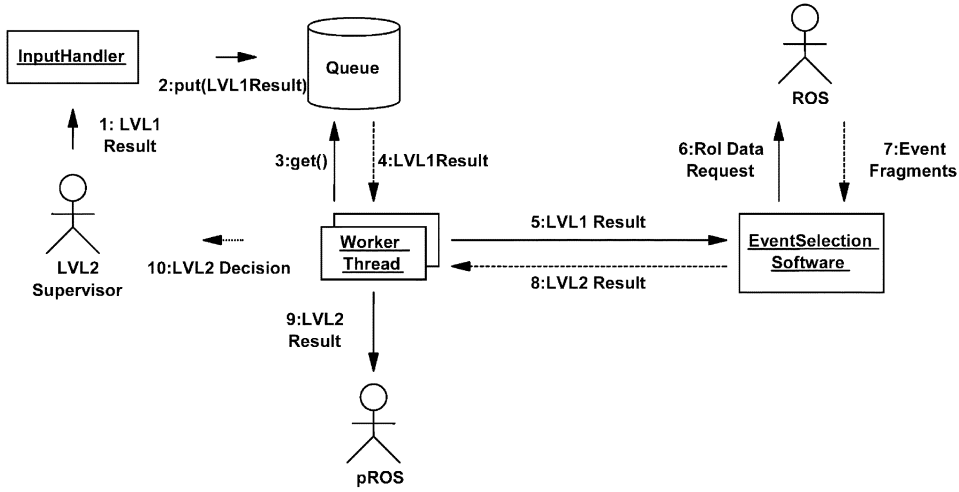 InputHandler
2:put(LVL1Result)
Queue
ROS
1: LVL1
Result
3:get()
4:LVL1Result
6:RoI Data
Request
7:Event
Fragments
LVL2
Supervisor
10:LVL2 Decision
Worker
Thread
5:LVL1 Result
8:LVL2 Result
EventSelection
Software
9:LVL2
Result
pROS